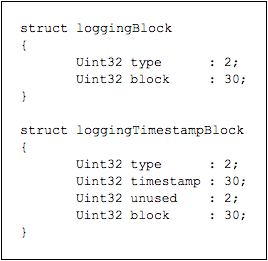 struct loggingBlock
{
Uint32 type : 2;
Uint32 block : 30;
}
struct loggingTimestampBlock
{
Uint32 type : 2;
Uint32 timestamp : 30;
Uint32 unused : 2;
Uint32 block : 30;
}